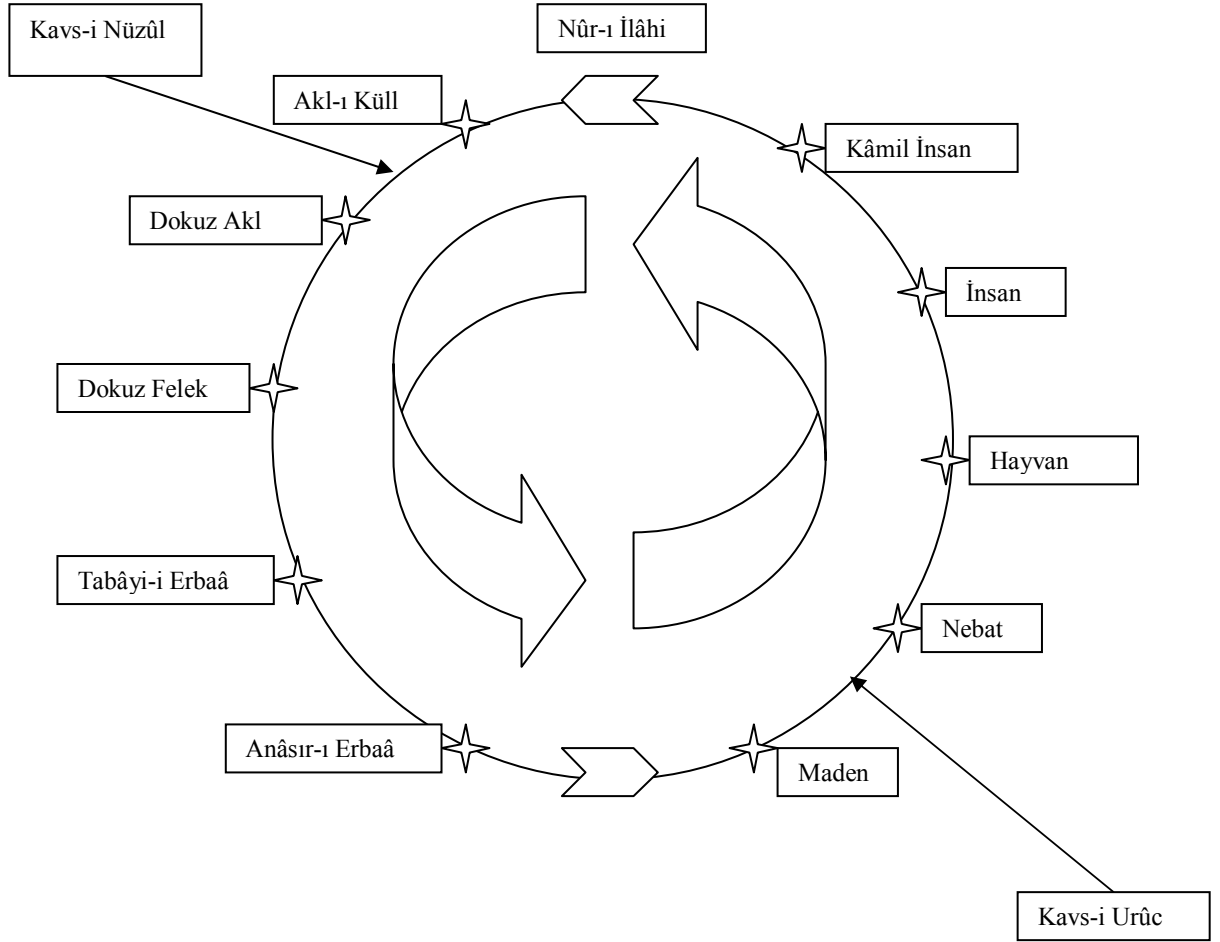 Kavs-i Nüzûl
Nûr-ı İlâhi
Akl-ı Küll
Kâmil İnsan
Dokuz Akl
İnsan
Dokuz Felek
Hayvan
Tabâyi-i Erbaâ
Nebat
Anâsır-ı Erbaâ
Maden
Kavs-i Urûc